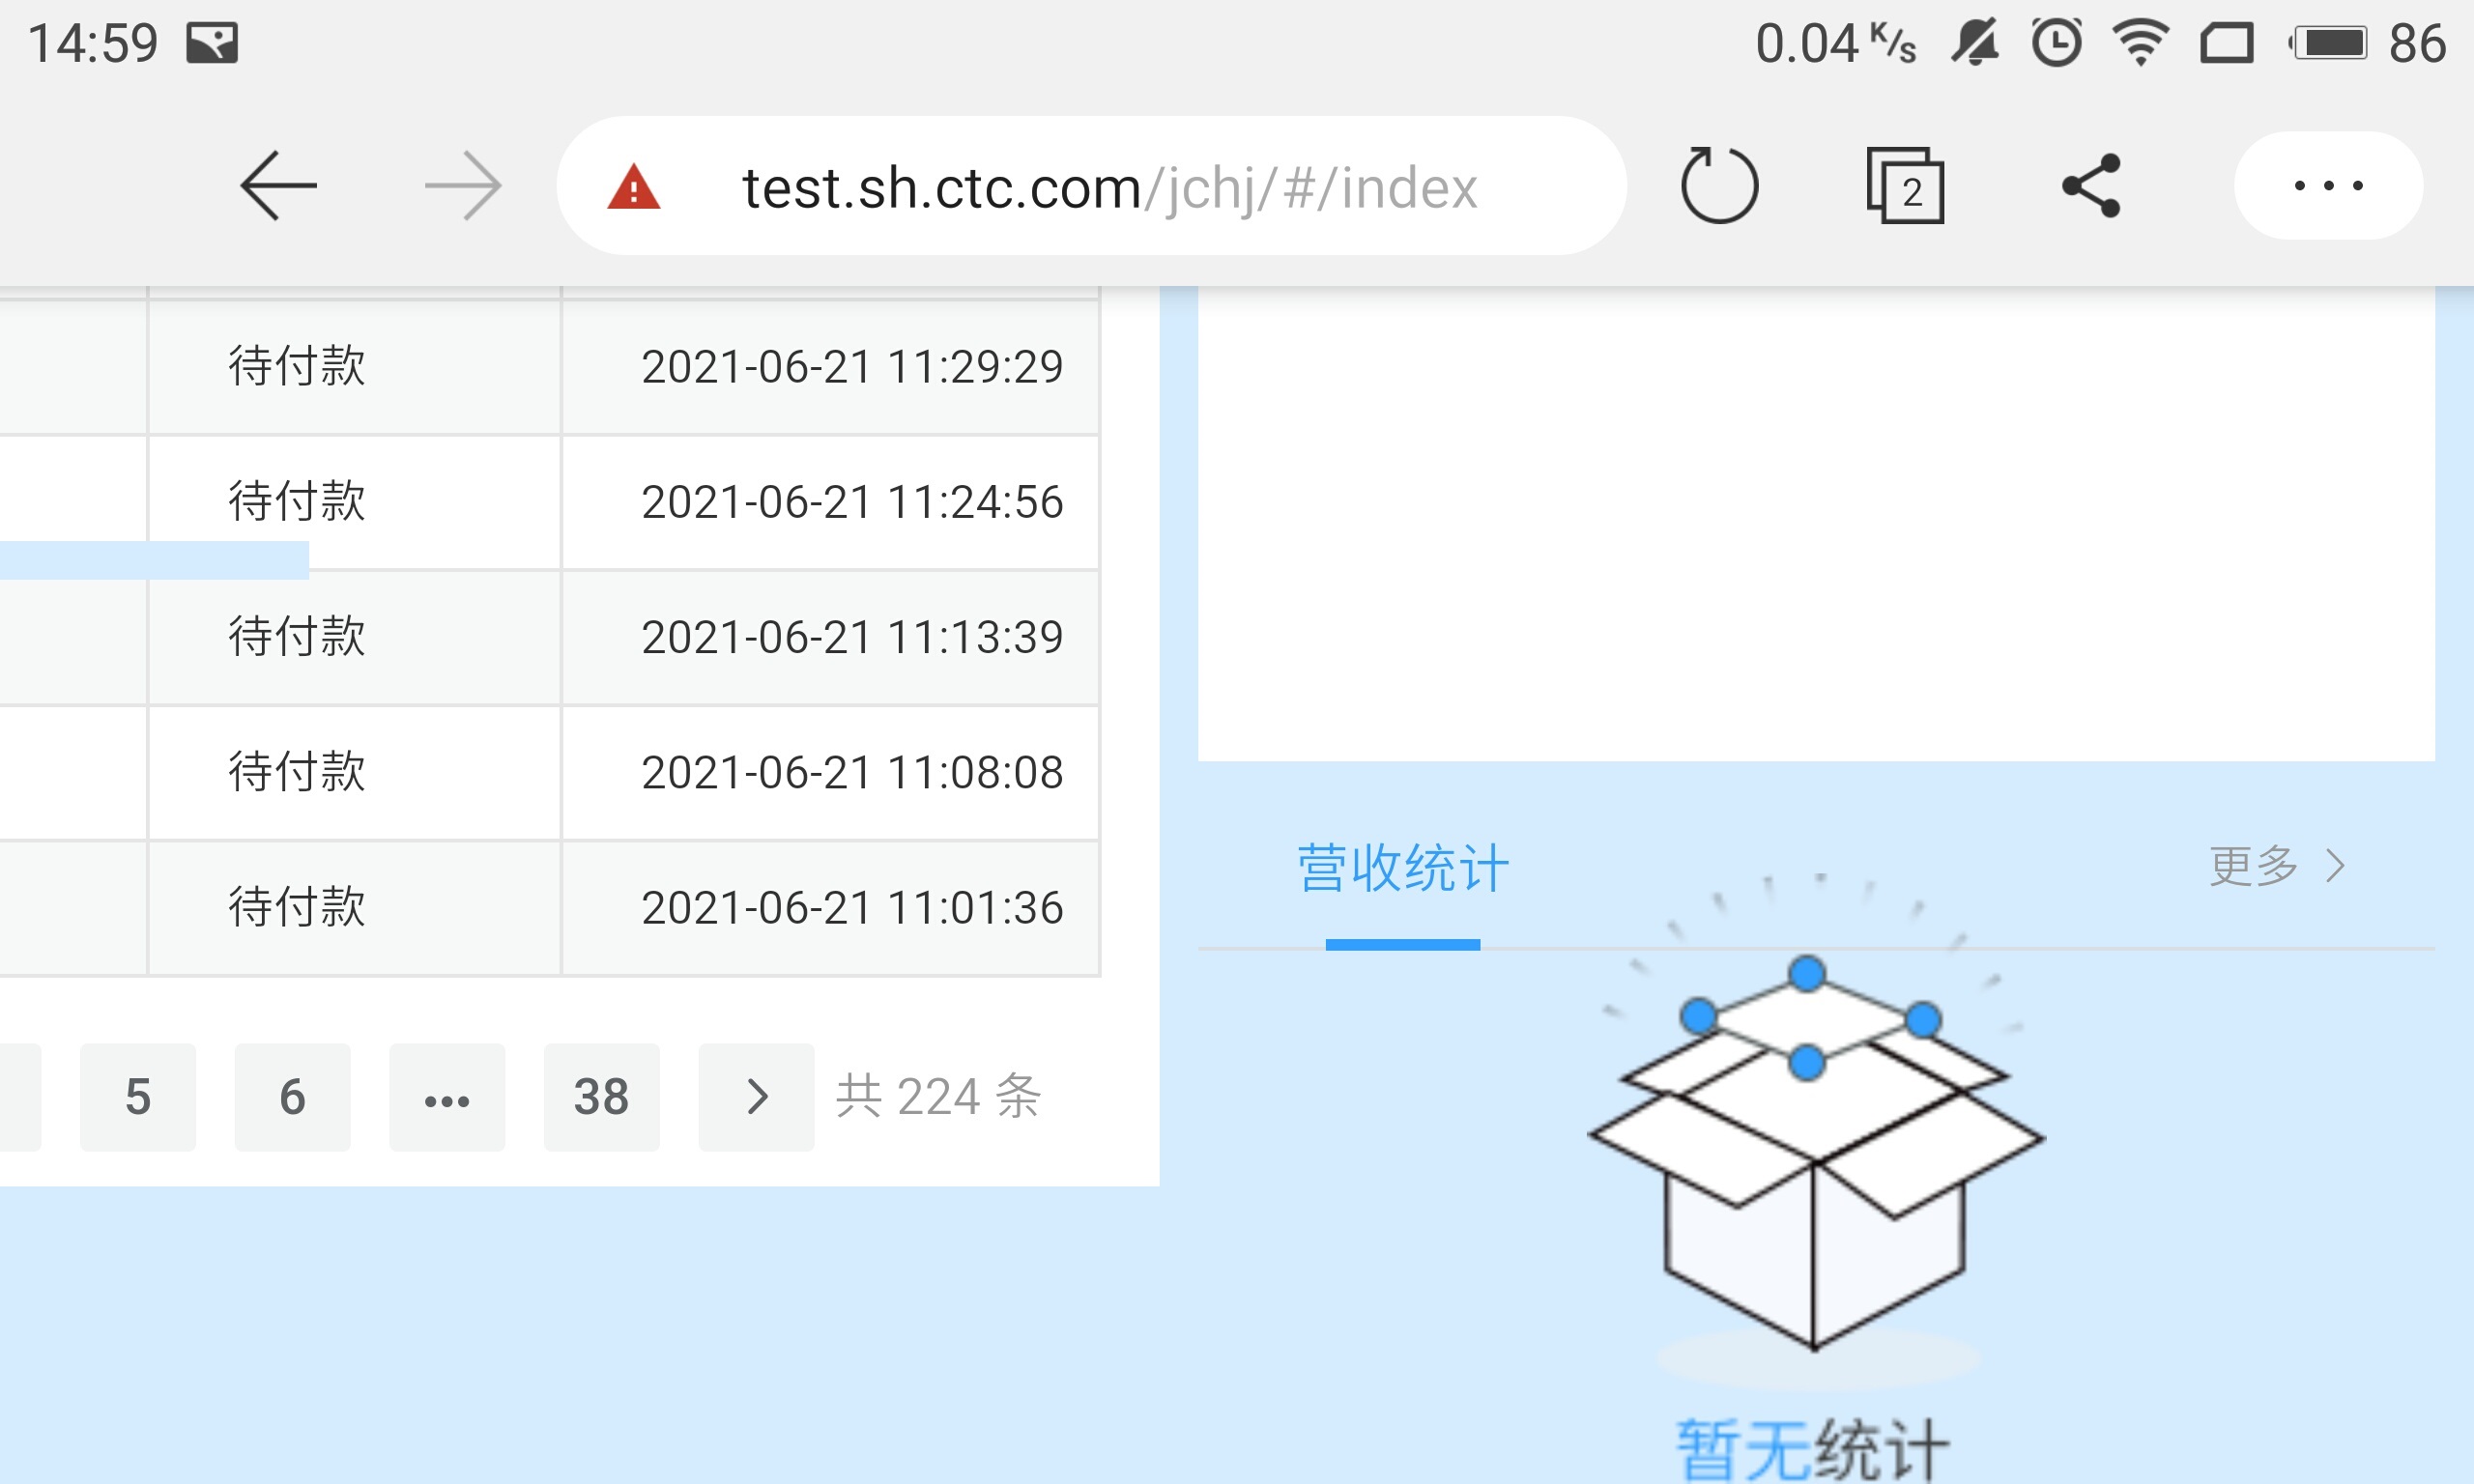 14:59
0.04 K/s
86
test.sh.ctc.com/jchj/#/index
2
待付款 2021-06-21 11:29:29
待付款 2021-06-21 11:24:56
待付款 2021-06-21 11:13:39
待付款 2021-06-21 11:08:08
待付款 2021-06-21 11:01:36
5 6 ... 38 > 共 224 条
营收统计
更多 >
暂无统计